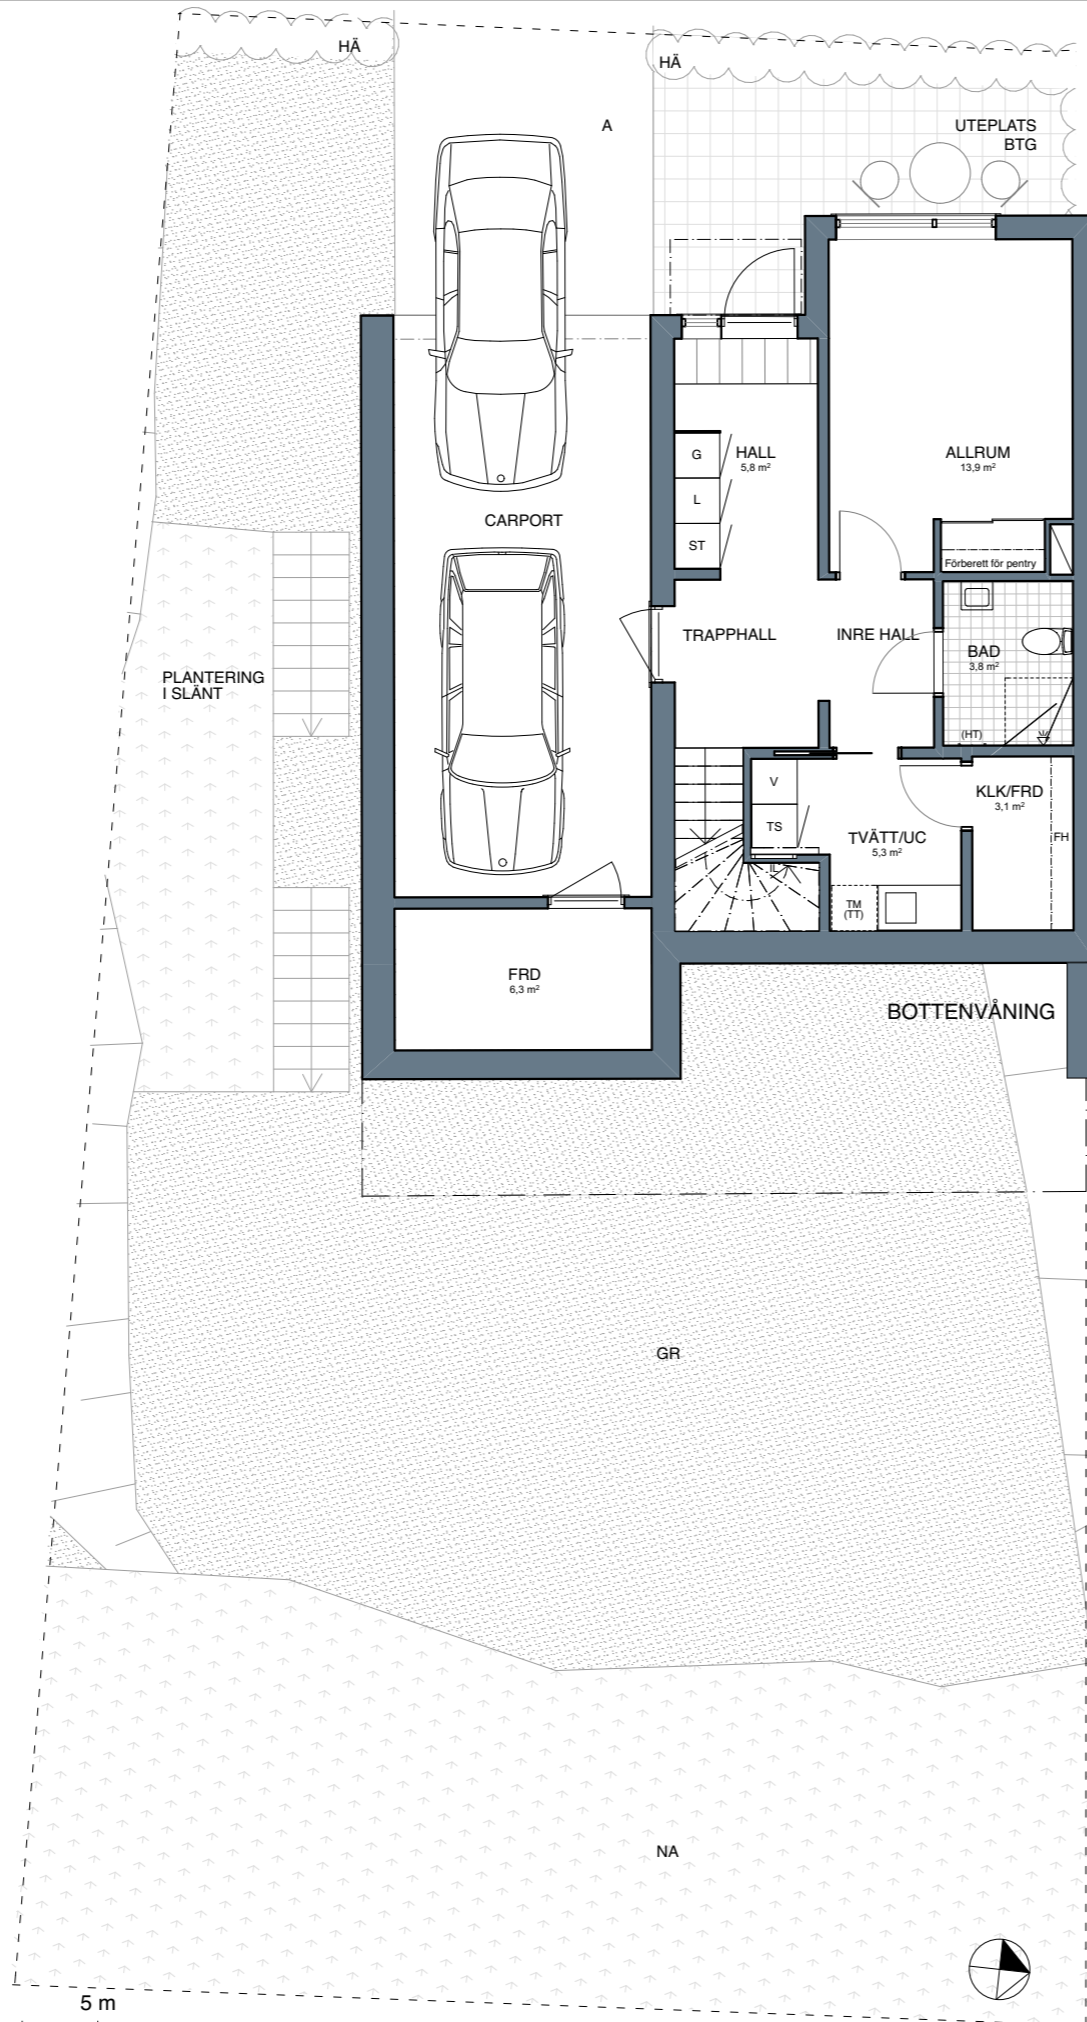 HÄ
HÄ
A
UTEPLATS
BTG
G
HALL
5,8 m²
ALLRUM
13,9 m²
L
CARPORT
ST
Förberett för pentry
TRAPPHALL
INRE HALL
BAD
3,8 m²
PLANTERING
I SLÄNT
(HT)
V
KLK/FRD
3,1 m²
TS
TVÄTT/UC
5,3 m²
FH
TM
(TT)
FRD
6,3 m²
BOTTENVÅNING
GR
NA
5 m